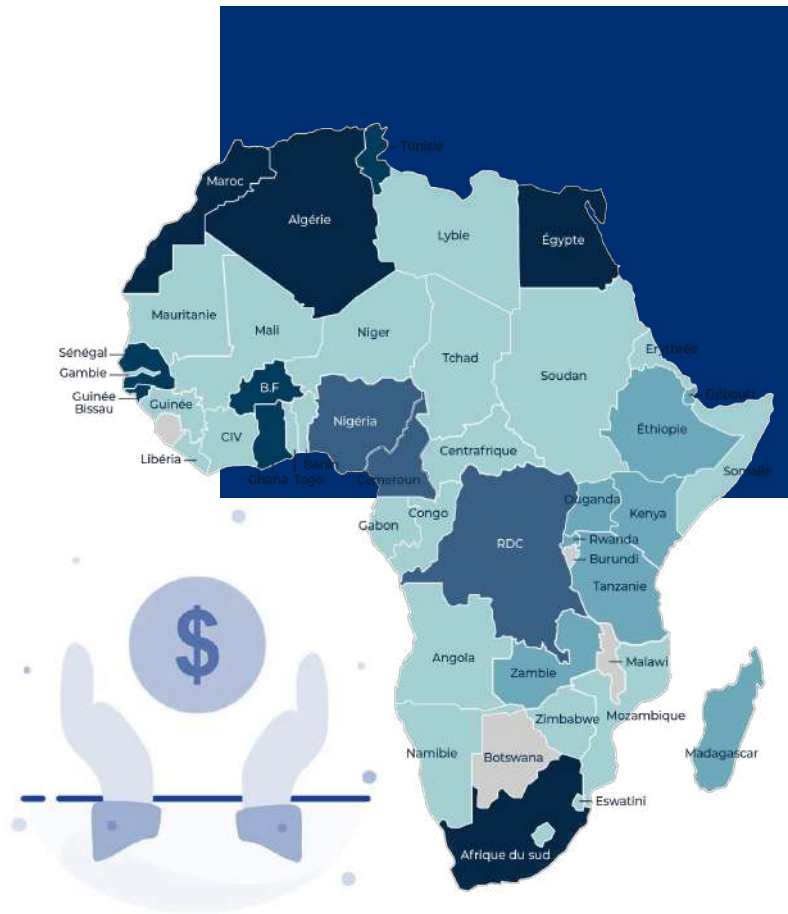 Tunisie
Maroc
Algérie
Lybie
Égypte
Mauritanie
Mali
Niger
Tchad
Soudan
Erythrée
Sénégal
Gambie
Guinée
Bissau
Guinée
B.F
Djibouti
CIV
Nigéria
Éthiopie
Libéria
Centrafrique
Bénin
Somalie
Ghana
Togo
Cameroun
Ouganda
Congo
Kenya
Gabon
RDC
Rwanda
Burundi
Tanzanie
Angola
Malawi
Zambie
Mozambique
Zimbabwe
Namibie
Botswana
Madagascar
Eswatini
Afrique du sud
$